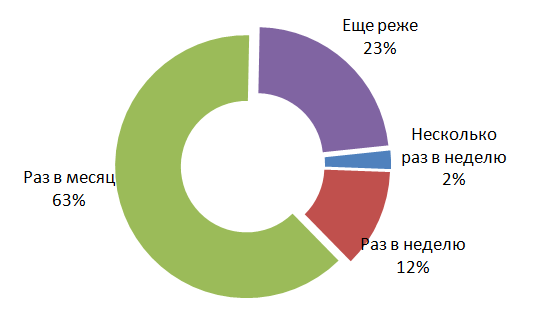 Еще реже
23%
Несколько
раз в неделю
2%
Раз в месяц
63%
Раз в неделю
12%